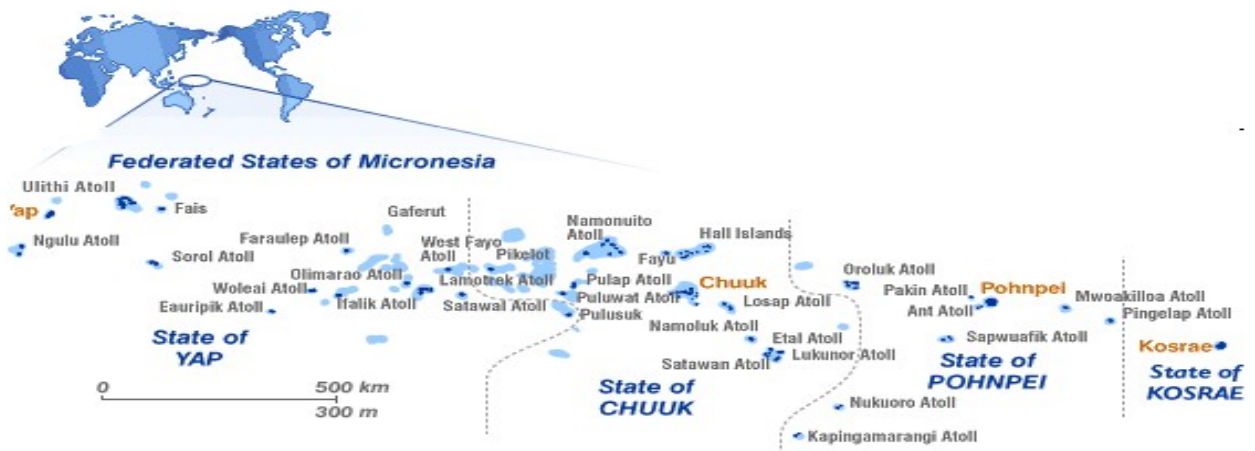 Federated States of Micronesia
Ulithi Atoll
Yap
Fais
Ngulu Atoll
Sorol Atoll
Gaferut
Faraulep Atoll
West Fayo
Atoll
Pikelot
Olimarao Atoll
Lamotrek Atoll
Woleai Atoll
Ifalik Atoll
Satawal Atoll
Eauripik Atoll
State of
YAP
0
500 km
300 m
Namonuito
Atoll
Hall Islands
Fayu
Pulap Atoll
Chuuk
Puluwat Atoll
Pulusuk
Losap Atoll
Namoluk Atoll
Etal Atoll
Satawan Atoll
Lukunor Atoll
State of
CHUUK
Oroluk Atoll
Pakin Atoll
Pohnpei
Ant Atoll
Mwoakilloa Atoll
Pingelap Atoll
Sapwuafik Atoll
State of
POHNPEI
Nukuoro Atoll
Kapingamarangi Atoll
Kosrae
State of
KOSRAE